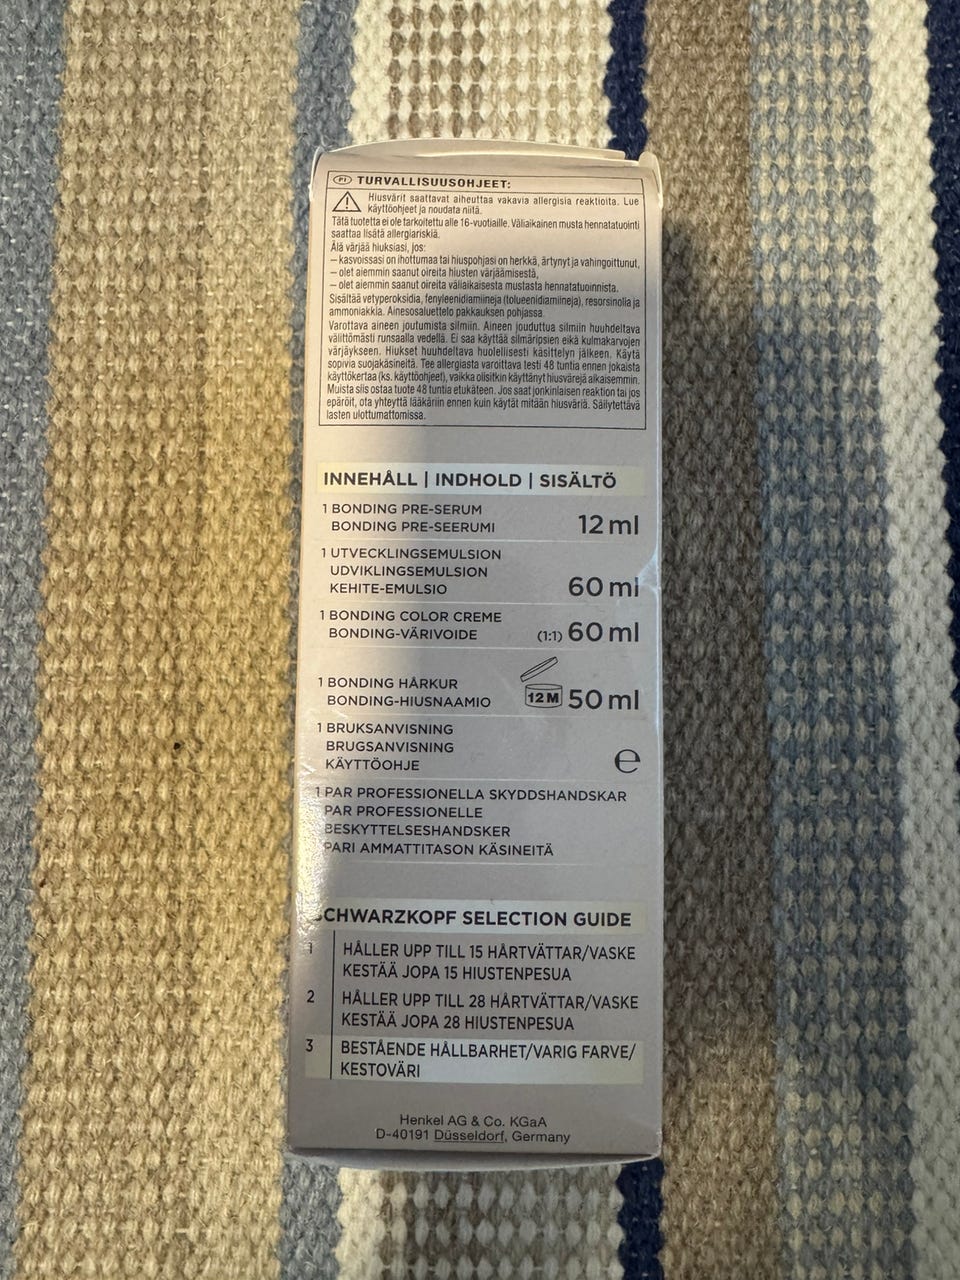 FI TURVALLISUUSOHJEET:
Hiusvärit saattavat aiheuttaa vakavia allergisia reaktioita. Lue
käyttöohjeet ja noudata niitä.
Tätä tuotetta ei ole tarkoitettu alle 16-vuotiaille. Väliaikainen musta hennatatuointi
saattaa lisätä allergiariskiä.
Älä värjää hiuksiasi, jos:
– kasvoissasi on ihottumaa tai hiuspohjasi on herkkä, ärtynyt ja vahingoittunut,
– olet aiemmin saanut oireita hiusten värjäämisestä,
– olet aiemmin saanut oireita väliaikaisesta mustasta hennatatuoinnista.
Sisältää vetyperoksidia, fenyleenidiamiineja (tolueenidiamiineja), resorsinolia ja
ammoniakkia. Ainesosaluettelo pakkauksen pohjassa.
Varottava aineen joutumista silmiin. Aineen jouduttua silmiin huuhdeltava
välittömästi runsaalla vedellä. Ei saa käyttää silmäripsien eikä kulmakarvojen
värjäykseen. Hiukset huuhdeltava huolellisesti käsittelyn jälkeen. Käytä
sopivia suojakäsineitä. Tee allergiasta varoittava testi 48 tuntia ennen jokaista
käyttökertaa (ks. käyttöohjeet), vaikka olisitkin käyttänyt hiusvärejä aikaisemmin.
Muista siis ostaa tuote 48 tuntia etukäteen. Jos saat jonkinlaisen reaktion tai jos
epäröit, ota yhteyttä lääkäriin ennen kuin käytät mitään hiusväriä. Säilytettävä
lasten ulottumattomissa.
INNEHÅLL | INDHOLD | SISÄLTÖ
1 BONDING PRE-SERUM
BONDING PRE-SEERUMI 12 ml
1 UTVECKLINGSEMULSION
UDVIKLINGSEMULSION
KEHITE-EMULSIO 60 ml
1 BONDING COLOR CREME
BONDING-VÄRIVOIDE (1:1) 60 ml
1 BONDING HÅRKUR
BONDING-HIUSNAAMIO 12 M 50 ml
1 BRUKSANVISNING
BRUGSANVISNING
KÄYTTÖOHJE ℮
1 PAR PROFESSIONELLA SKYDDSHANDSKAR
PAR PROFESSIONELLE
BESKYTTELSESHANDSKER
PARI AMMATTITASON KÄSINEITÄ
SCHWARZKOPF SELECTION GUIDE
1 HÅLLER UPP TILL 15 HÅRTVÄTTAR/VASKE
KESTÄÄ JOPA 15 HIUSTENPESUA
2 HÅLLER UPP TILL 28 HÅRTVÄTTAR/VASKE
KESTÄÄ JOPA 28 HIUSTENPESUA
3 BESTÅENDE HÅLLBARHET/VARIG FARVE/
KESTOVÄRI
Henkel AG & Co. KGaA
D-40191 Düsseldorf, Germany